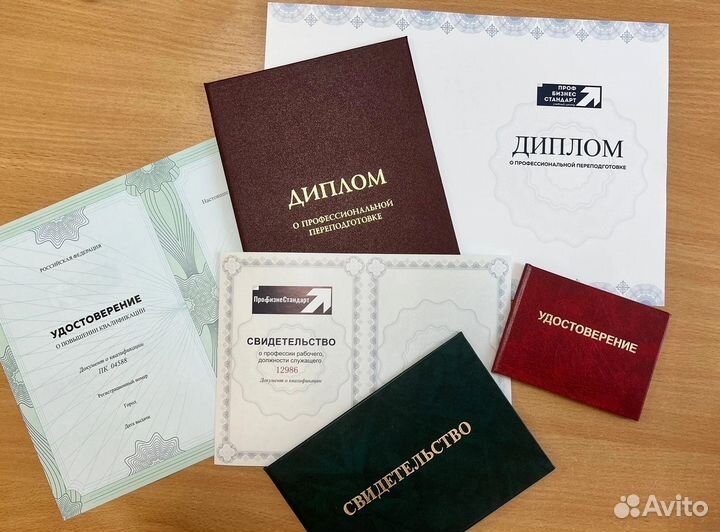 ПРОФ
БИЗНЕС
СТАНДАРТ
ДИПЛОМ
О ПРОФЕССИОНАЛЬНОЙ ПЕРЕПОДГОТОВКЕ
ДИПЛОМ
О ПРОФЕССИОНАЛЬНОЙ
ПЕРЕПОДГОТОВКЕ
РОССИЙСКАЯ ФЕДЕРАЦИЯ
УДОСТОВЕРЕНИЕ
О ПОВЫШЕНИИ КВАЛИФИКАЦИИ
Документ о квалификации
ПК 04588
Регистрационный номер
Город
Дата выдачи
ПрофБизнесСтандарт
СВИДЕТЕЛЬСТВО
о профессии рабочего,
должности служащего
12986
Документ о квалификации
УДОСТОВЕРЕНИЕ
СВИДЕТЕЛЬСТВО
Avito